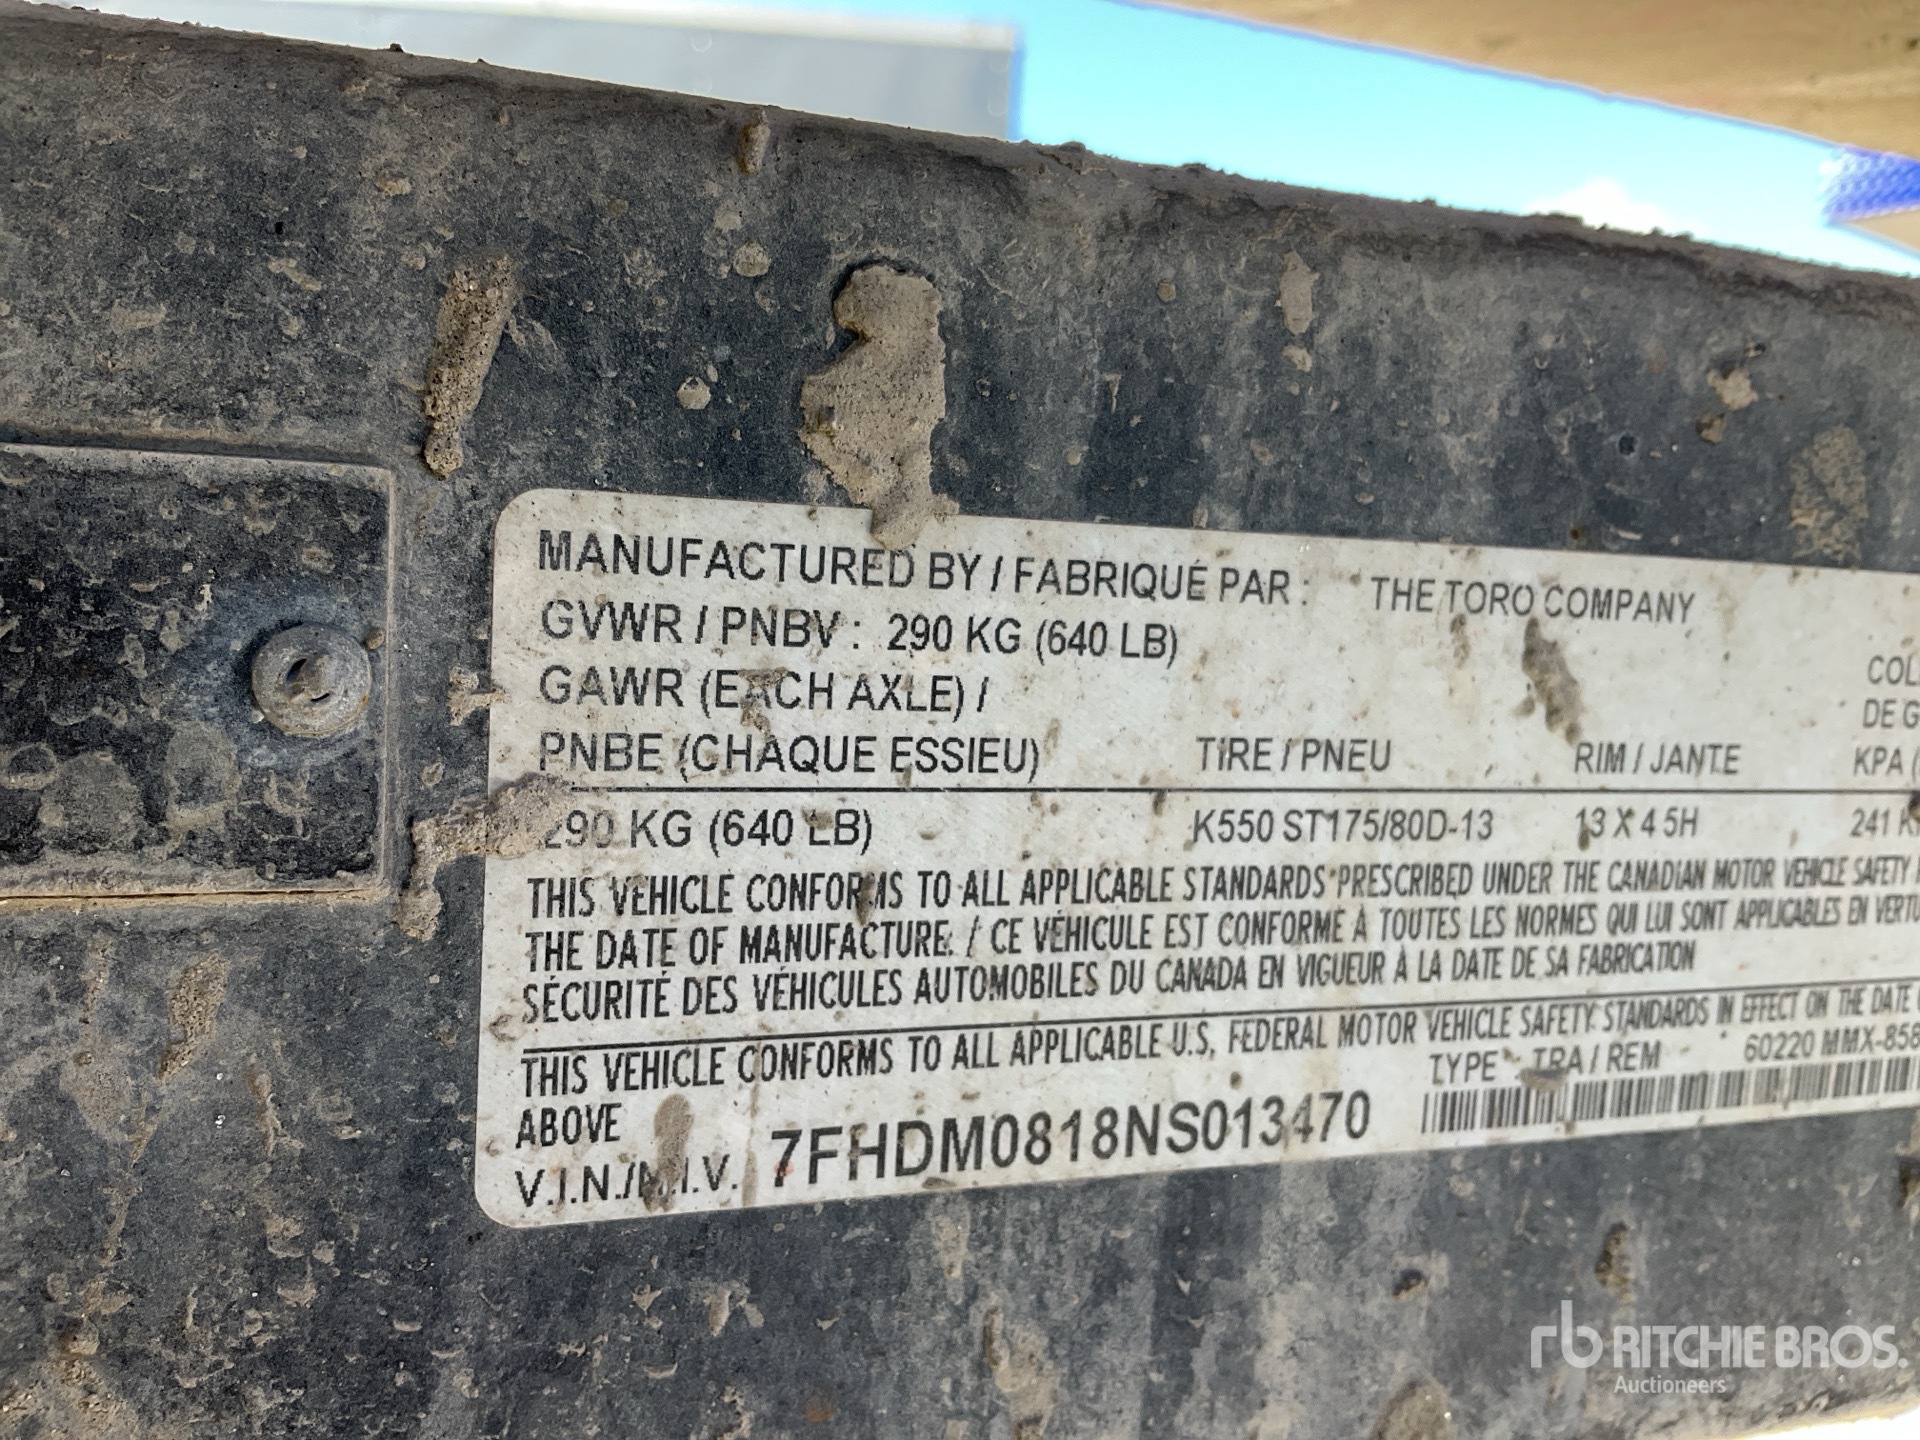 MANUFACTURED BY / FABRIQUÉ PAR : THE TORO COMPANY
GVWR / PNBV : 290 KG (640 LB)
GAWR (EACH AXLE) /
PNBE (CHAQUE ESSIEU) TIRE / PNEU RIM / JANTE KPA (
290 KG (640 LB) K550 ST175/80D-13 13 X 4 5H 241
THIS VEHICLE CONFORMS TO ALL APPLICABLE STANDARDS PRESCRIBED UNDER THE CANADIAN MOTOR VEHICLE SAFETY
THE DATE OF MANUFACTURE. / CE VÉHICULE EST CONFORME À TOUTES LES NORMES QUI LUI SONT APPLICABLES EN
SÉCURITÉ DES VÉHICULES AUTOMOBILES DU CANADA EN VIGUEUR À LA DATE DE SA FABRICATION
THIS VEHICLE CONFORMS TO ALL APPLICABLE U.S. FEDERAL MOTOR VEHICLE SAFETY STANDARDS IN EFFECT ON THE DATE
ABOVE TYPE - TRA / REM - 60220 MMX-858
V.I.N./N.I.V. 7FHDM0818NS013470
rb RITCHIE BROS.
Auctioneers